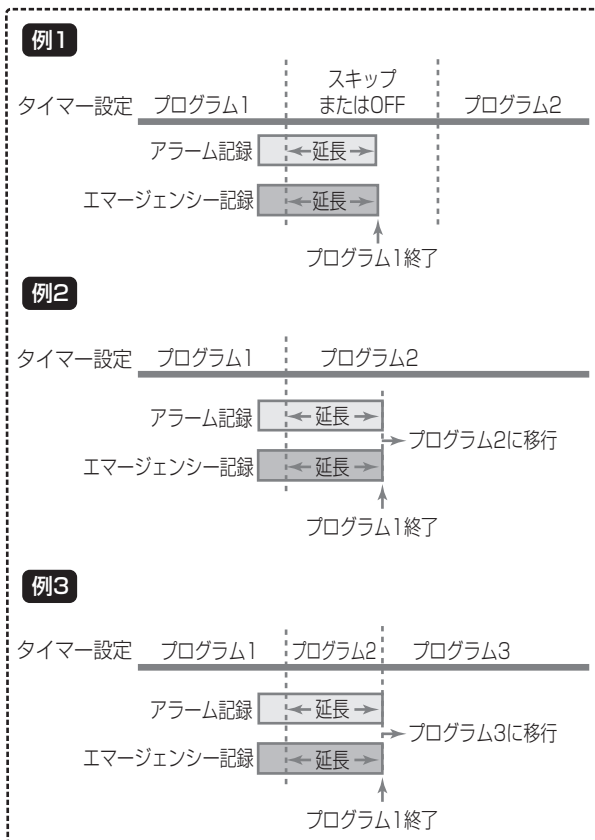 例1
スキップ
またはOFF
タイマー設定 プログラム1 プログラム2
アラーム記録 延長
エマージェンシー記録 延長
プログラム1終了
例2
タイマー設定 プログラム1 プログラム2
アラーム記録 延長
プログラム2に移行
エマージェンシー記録 延長
プログラム1終了
例3
タイマー設定 プログラム1 プログラム2 プログラム3
アラーム記録 延長
プログラム3に移行
エマージェンシー記録 延長
プログラム1終了